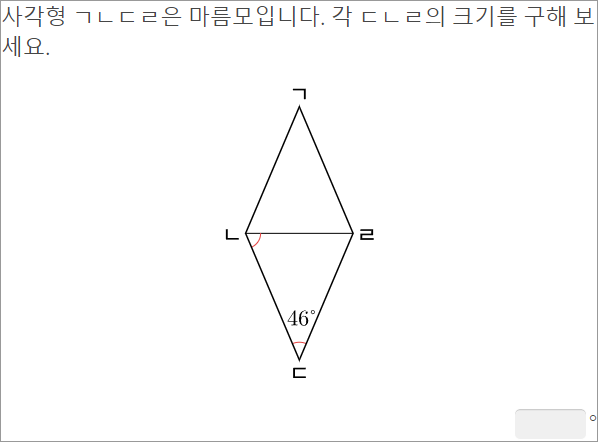 사각형 ㄱㄴㄷㄹ은 마름모입니다. 각 ㄷㄴㄹ의 크기를 구해 보
세요.
ㄱ
ㄴ
ㄹ
46°
ㄷ
°